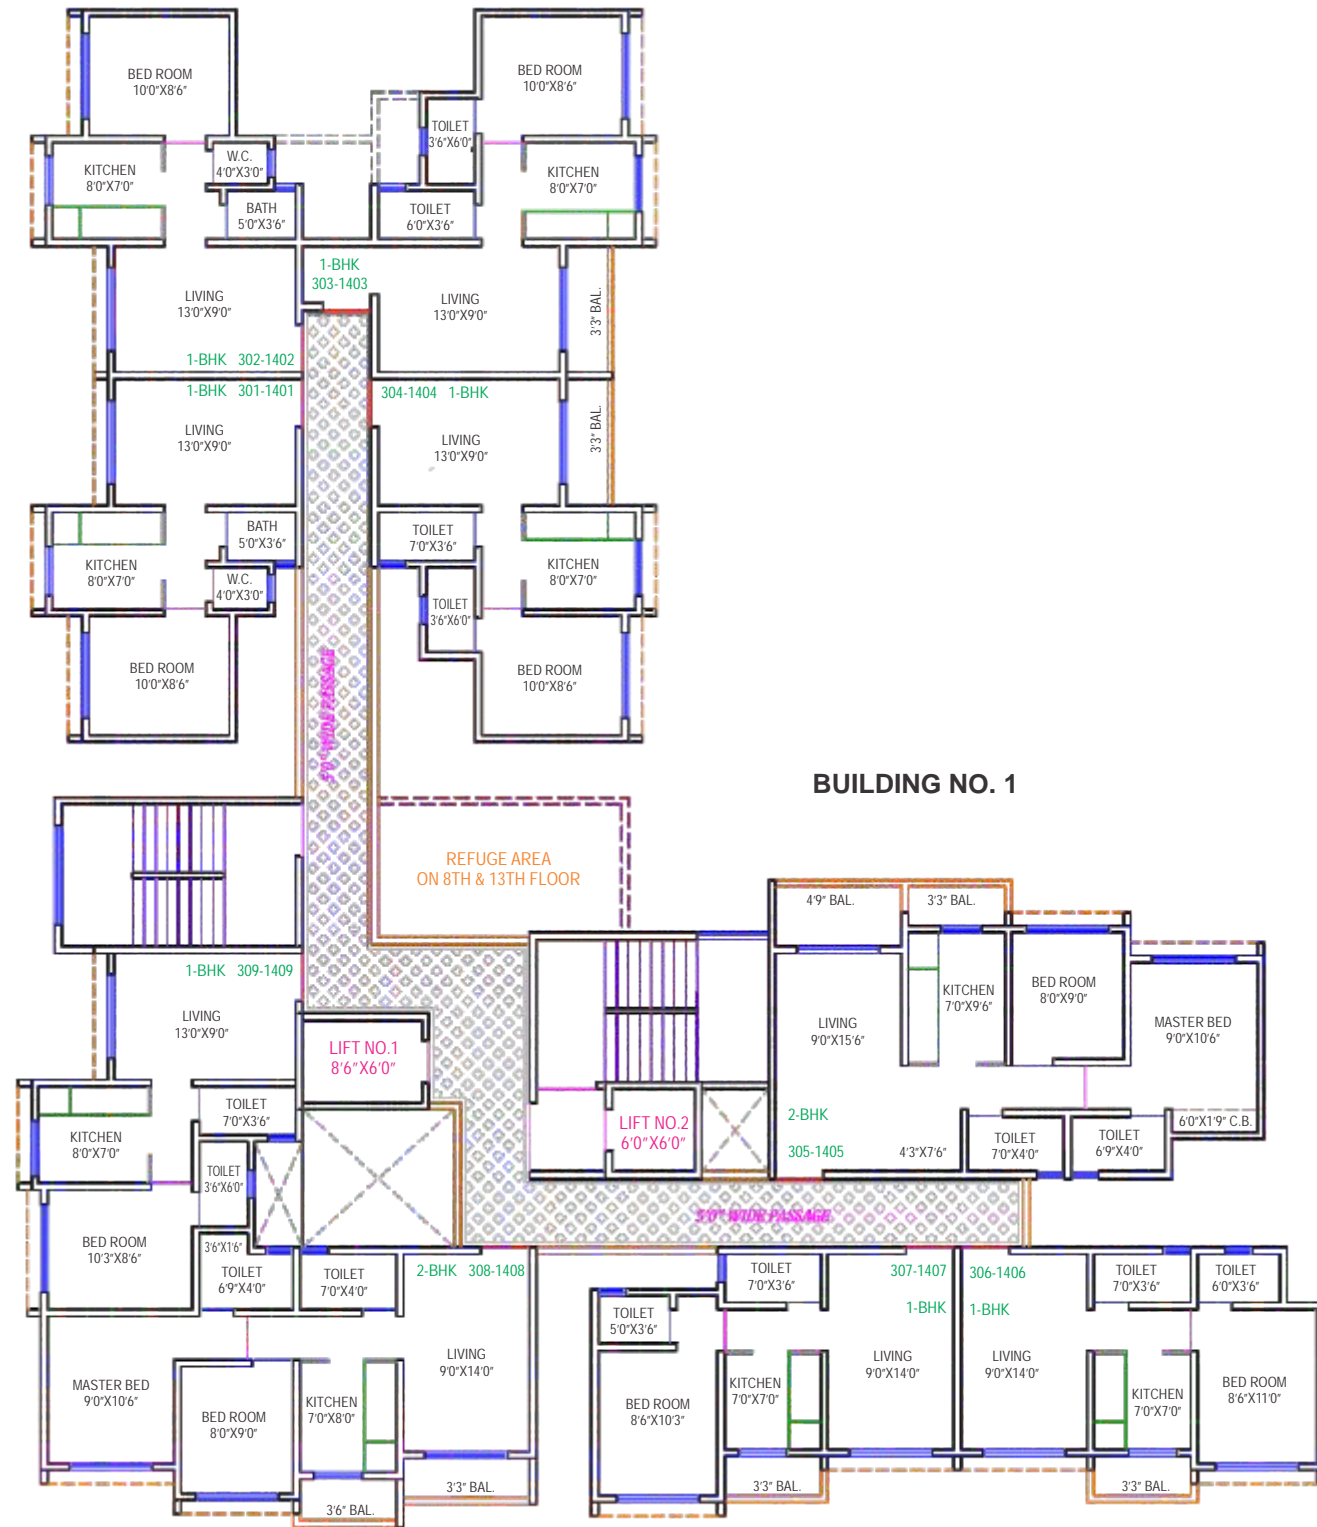 BED ROOM
10'0"X8'6"
BED ROOM
10'0"X8'6"
TOILET
3'6"X6'0"
W.C.
4'0"X3'0"
KITCHEN
8'0"X7'0"
KITCHEN
8'0"X7'0"
BATH
5'0"X3'6"
TOILET
6'0"X3'6"
1-BHK
303-1403
LIVING
13'0"X9'0"
LIVING
13'0"X9'0"
3'3" BAL.
1-BHK 302-1402
1-BHK 301-1401
304-1404 1-BHK
LIVING
13'0"X9'0"
LIVING
13'0"X9'0"
3'3" BAL.
BATH
5'0"X3'6"
TOILET
7'0"X3'6"
KITCHEN
8'0"X7'0"
KITCHEN
8'0"X7'0"
W.C.
4'0"X3'0"
TOILET
3'6"X6'0"
BED ROOM
10'0"X8'6"
BED ROOM
10'0"X8'6"
5'0" WIDE PASSAGE
BUILDING NO. 1
REFUGE AREA
ON 8TH & 13TH FLOOR
4'9" BAL.
3'3" BAL.
1-BHK 309-1409
LIVING
13'0"X9'0"
LIFT NO.1
8'6"X6'0"
LIVING
9'0"X15'6"
KITCHEN
7'0"X9'6"
BED ROOM
8'0"X9'0"
MASTER BED
9'0"X10'6"
TOILET
7'0"X3'6"
LIFT NO.2
6'0"X6'0"
2-BHK
305-1405
6'0"X1'9" C.B.
KITCHEN
8'0"X7'0"
4'3"X7'6"
TOILET
7'0"X4'0"
TOILET
6'9"X4'0"
TOILET
3'6"X6'0"
5'0" WIDE PASSAGE
BED ROOM
10'3"X8'6"
3'6"X1'6"
TOILET
6'9"X4'0"
TOILET
7'0"X4'0"
2-BHK 308-1408
TOILET
7'0"X3'6"
307-1407
1-BHK
306-1406
1-BHK
TOILET
7'0"X3'6"
TOILET
6'0"X3'6"
TOILET
5'0"X3'6"
LIVING
9'0"X14'0"
MASTER BED
9'0"X10'6"
BED ROOM
8'0"X9'0"
KITCHEN
7'0"X8'0"
BED ROOM
8'6"X10'3"
KITCHEN
7'0"X7'0"
LIVING
9'0"X14'0"
LIVING
9'0"X14'0"
KITCHEN
7'0"X7'0"
BED ROOM
8'6"X11'0"
3'6" BAL.
3'3" BAL.
3'3" BAL.
3'3" BAL.